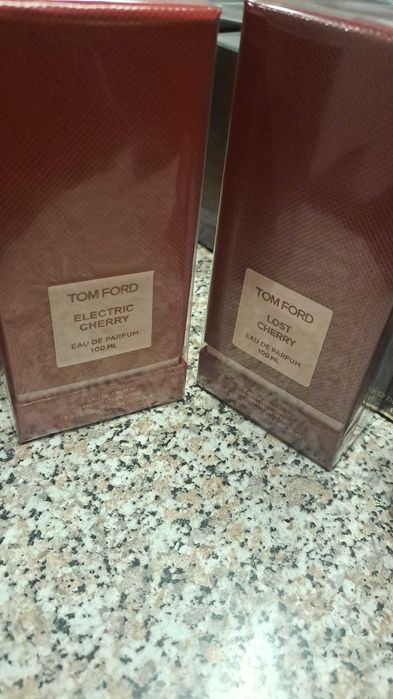 TOM FORD
ELECTRIC
CHERRY
EAU DE PARFUM
100 ML
TOM FORD
LOST
CHERRY
EAU DE PARFUM
100 ML